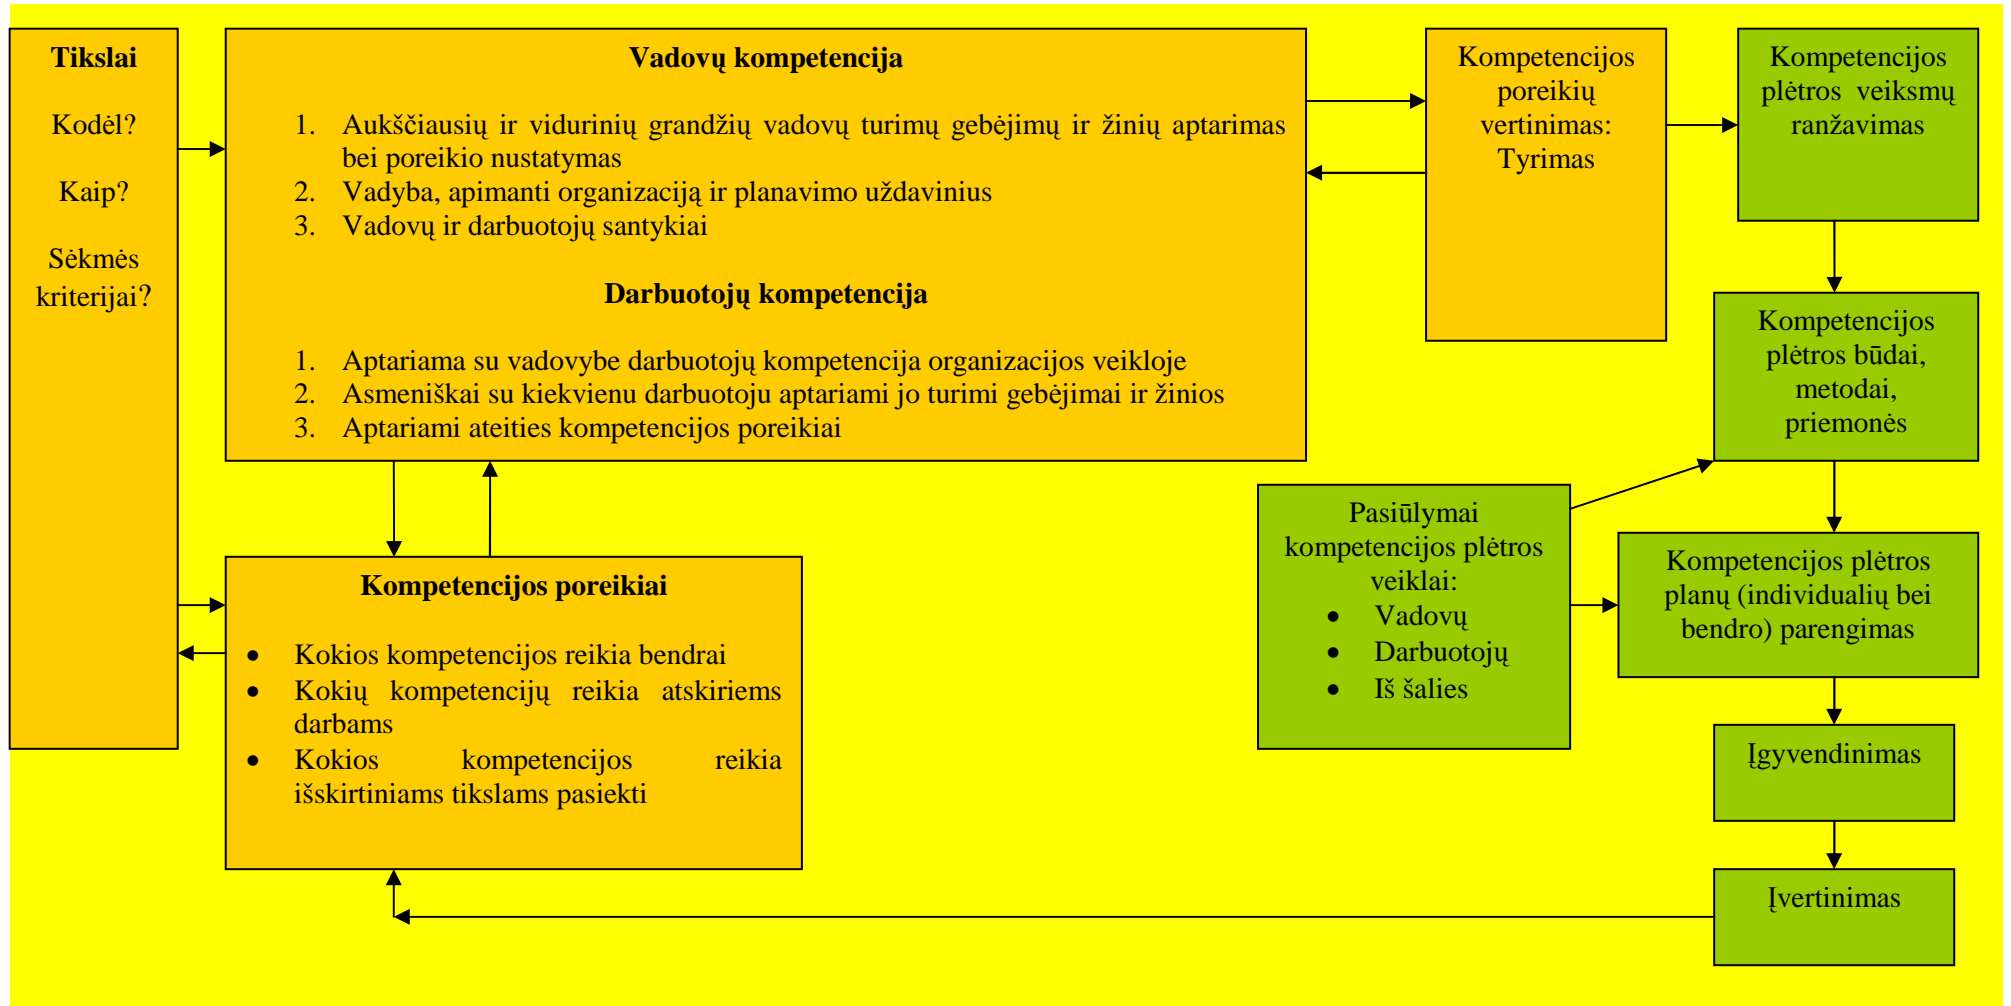 Tikslai
Kodėl?
Kaip?
Sėkmės
kriterijai?
Vadovų kompetencija
1. Aukščiausių ir vidurinių grandžių vadovų turimų gebėjimų ir žinių aptarimas
bei poreikio nustatymas
2. Vadyba, apimanti organizaciją ir planavimo uždavinius
3. Vadovų ir darbuotojų santykiai
Darbuotojų kompetencija
1. Aptariama su vadovybe darbuotojų kompetencija organizacijos veikloje
2. Asmeniškai su kiekvienu darbuotoju aptariami jo turimi gebėjimai ir žinios
3. Aptariami ateities kompetencijos poreikiai
Kompetencijos poreikiai
• Kokios kompetencijos reikia bendrai
• Kokių kompetencijų reikia atskiriems
darbams
• Kokios kompetencijos reikia
išskirtiniams tikslams pasiekti
Kompetencijos
poreikių
vertinimas:
Tyrimas
Kompetencijos
plėtros veiksmų
ranžavimas
Kompetencijos
plėtros būdai,
metodai,
priemonės
Pasiūlymai
kompetencijos plėtros
veiklai:
• Vadovų
• Darbuotojų
• Iš šalies
Kompetencijos plėtros
planų (individualių bei
bendro) parengimas
Įgyvendinimas
Įvertinimas